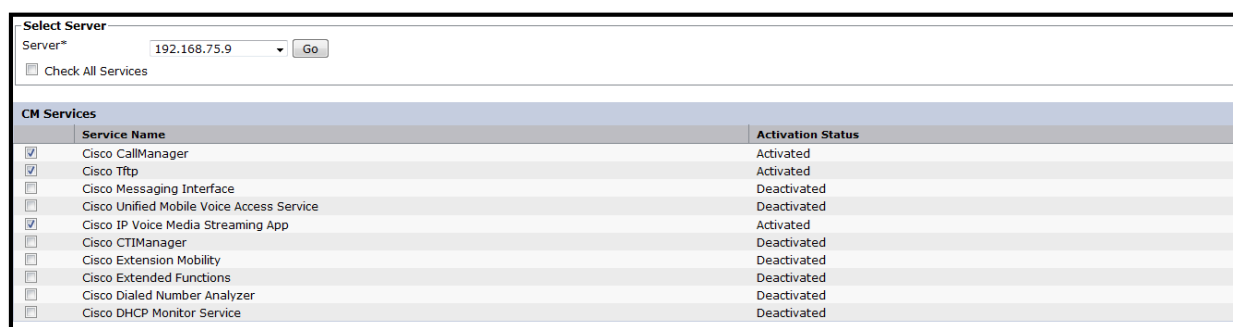 Select Server
Server* 192.168.75.9 Go
Check All Services
CM Services
Service Name Activation Status
Cisco CallManager Activated
Cisco Tftp Activated
Cisco Messaging Interface Deactivated
Cisco Unified Mobile Voice Access Service Deactivated
Cisco IP Voice Media Streaming App Activated
Cisco CTIManager Deactivated
Cisco Extension Mobility Deactivated
Cisco Extended Functions Deactivated
Cisco Dialed Number Analyzer Deactivated
Cisco DHCP Monitor Service Deactivated